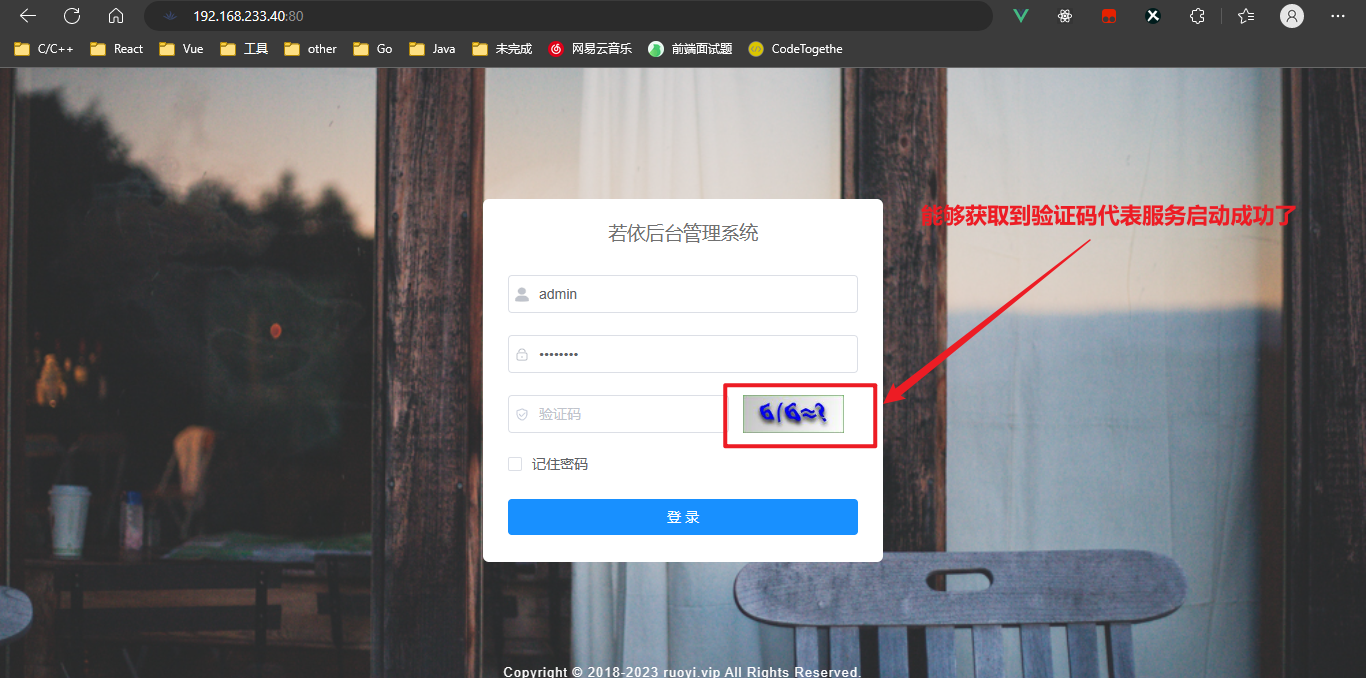 192.168.233.40:80
C/C++ React Vue 工具 other Go Java 未完成 网易云音乐 前端面试题 CodeTogethe
能够获取到验证码代表服务启动成功了
若依后台管理系统
admin
••••••••
验证码
记住密码
登 录
Copyright © 2018-2023 ruoyi.vip All Rights Reserved.